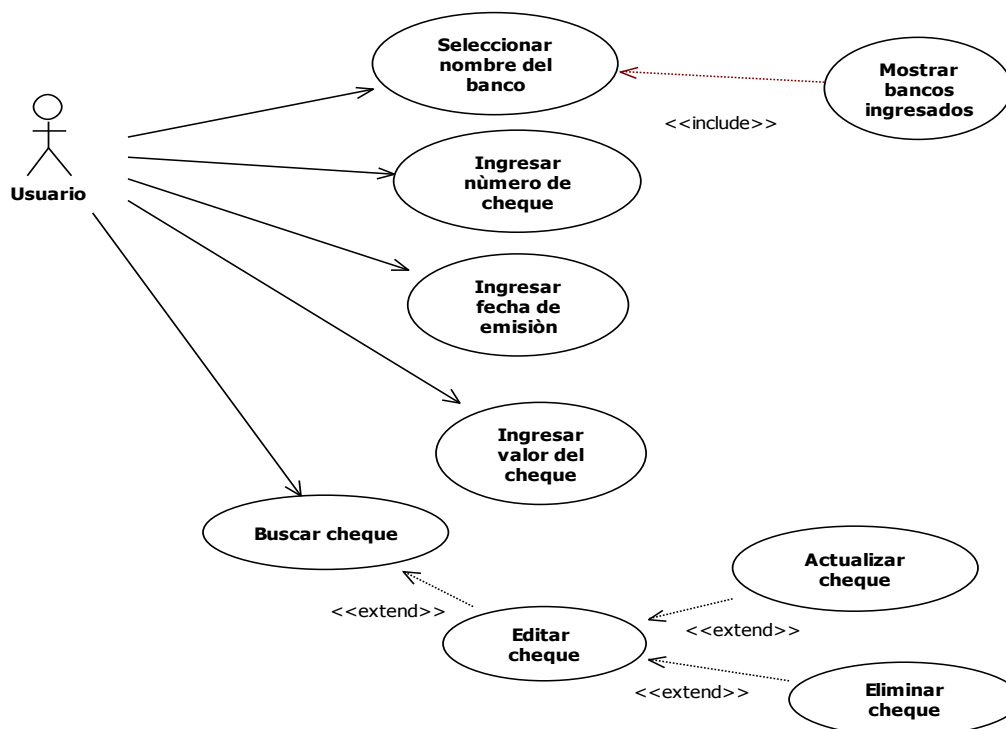 Seleccionar
nombre del
banco
Mostrar
bancos
ingresados
<<include>>
Usuario
Ingresar
nùmero de
cheque
Ingresar
fecha de
emisiòn
Ingresar
valor del
cheque
Buscar cheque
Actualizar
cheque
<<extend>>
Editar
cheque
<<extend>>
<<extend>>
Eliminar
cheque